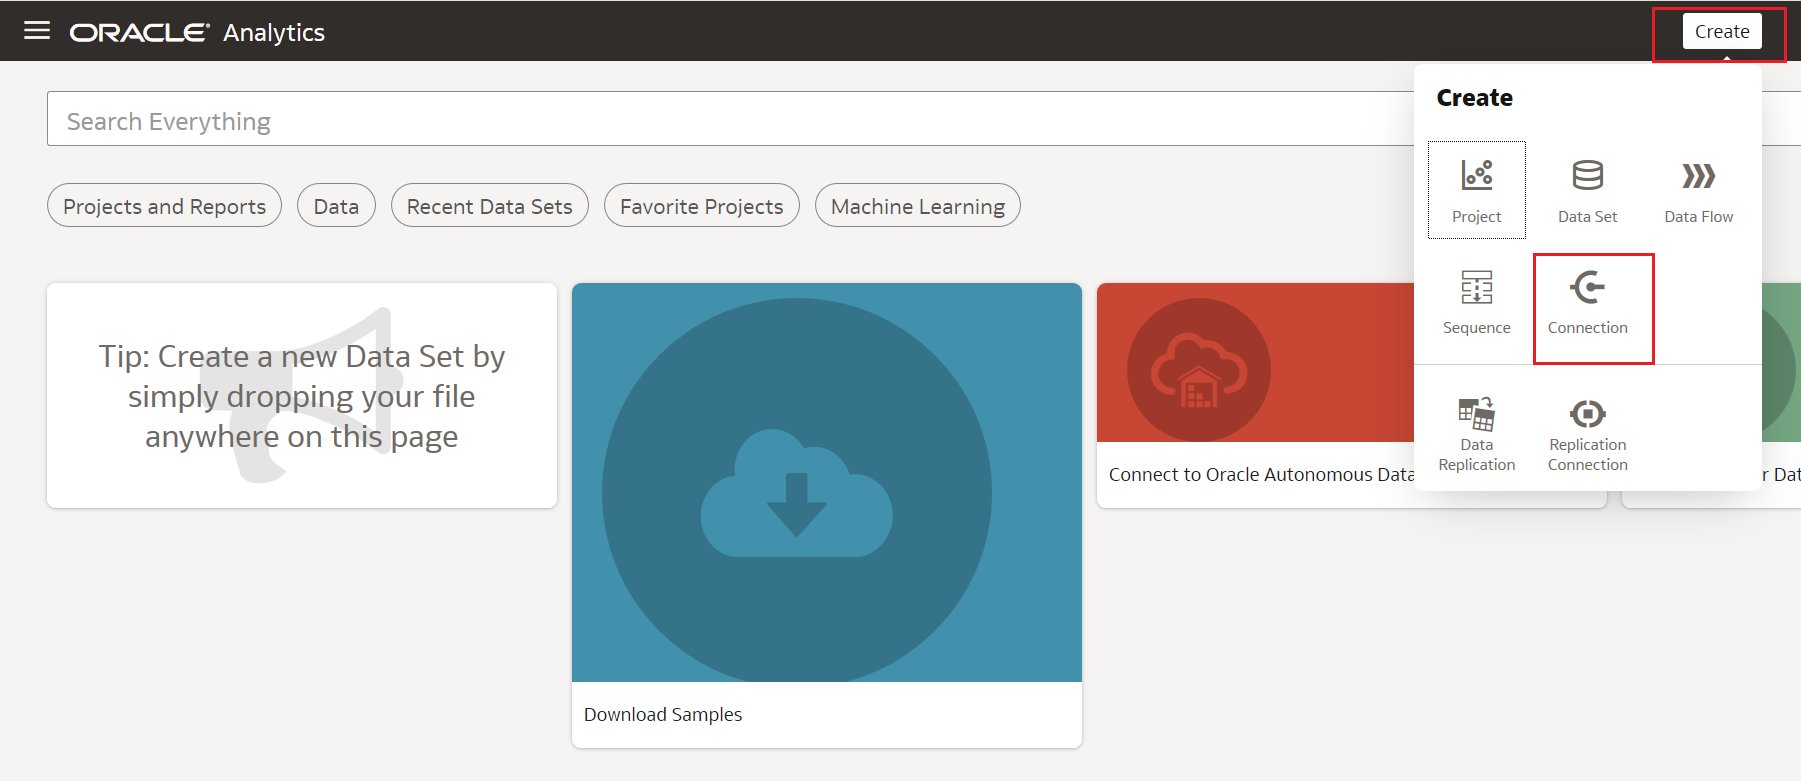 ORACLE Analytics
Create
Search Everything
Create
Projects and Reports
Data
Recent Data Sets
Favorite Projects
Machine Learning
Project
Data Set
Data Flow
Sequence
Connection
Data
Replication
Replication
Connection
Tip: Create a new Data Set by
simply dropping your file
anywhere on this page
Download Samples
Connect to Oracle Autonomous Data
r Dat